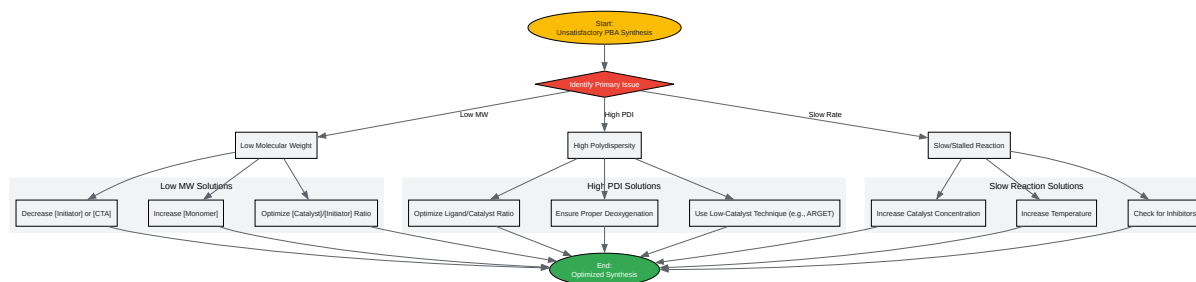 Start:
Unsatisfactory PBA Synthesis
Identify Primary Issue
Low MW
High PDI
Slow Rate
Low Molecular Weight
High Polydispersity
Slow/Stalled Reaction
Low MW Solutions
High PDI Solutions
Slow Reaction Solutions
Decrease [Initiator] or [CTA]
Increase [Monomer]
Optimize [Catalyst]/[Initiator] Ratio
Optimize Ligand/Catalyst Ratio
Ensure Proper Deoxygenation
Use Low-Catalyst Technique (e.g., ARGET)
Increase Catalyst Concentration
Increase Temperature
Check for Inhibitors
End:
Optimized Synthesis